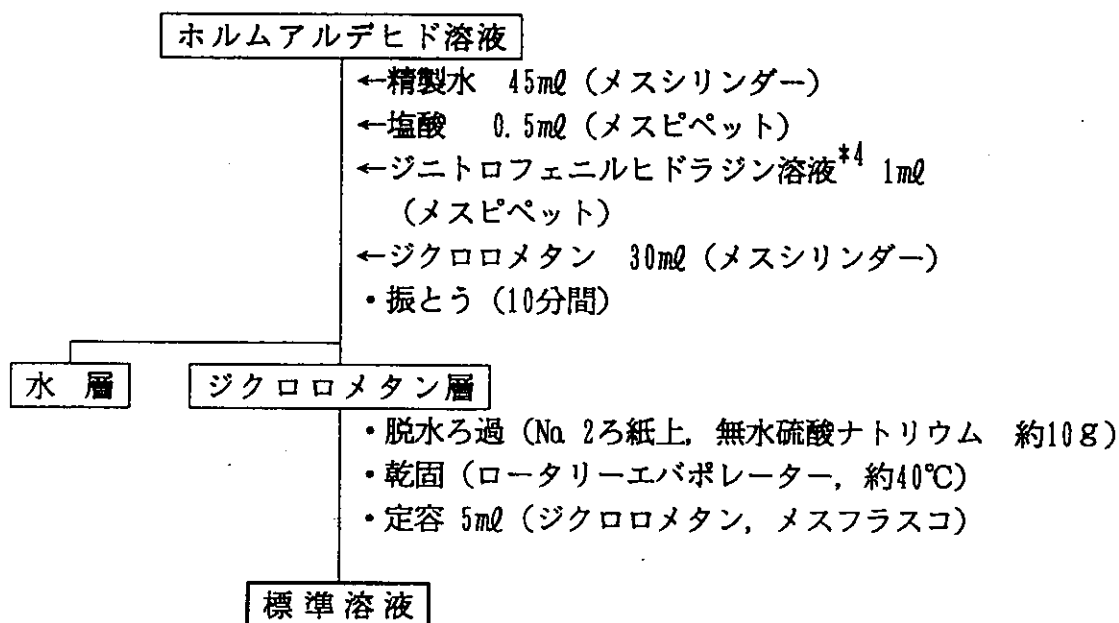 ホルムアルデヒド溶液
←精製水　45mℓ（メスシリンダー）
←塩酸　0.5mℓ（メスピペット）
←ジニトロフェニルヒドラジン溶液*4　1mℓ
（メスピペット）
←ジクロロメタン　30mℓ（メスシリンダー）
・振とう（10分間）
水　層　ジクロロメタン層
・脱水ろ過（No. 2ろ紙上，無水硫酸ナトリウム　約10g）
・乾固（ロータリーエバポレーター，約40℃）
・定容 5mℓ（ジクロロメタン，メスフラスコ）
標準溶液